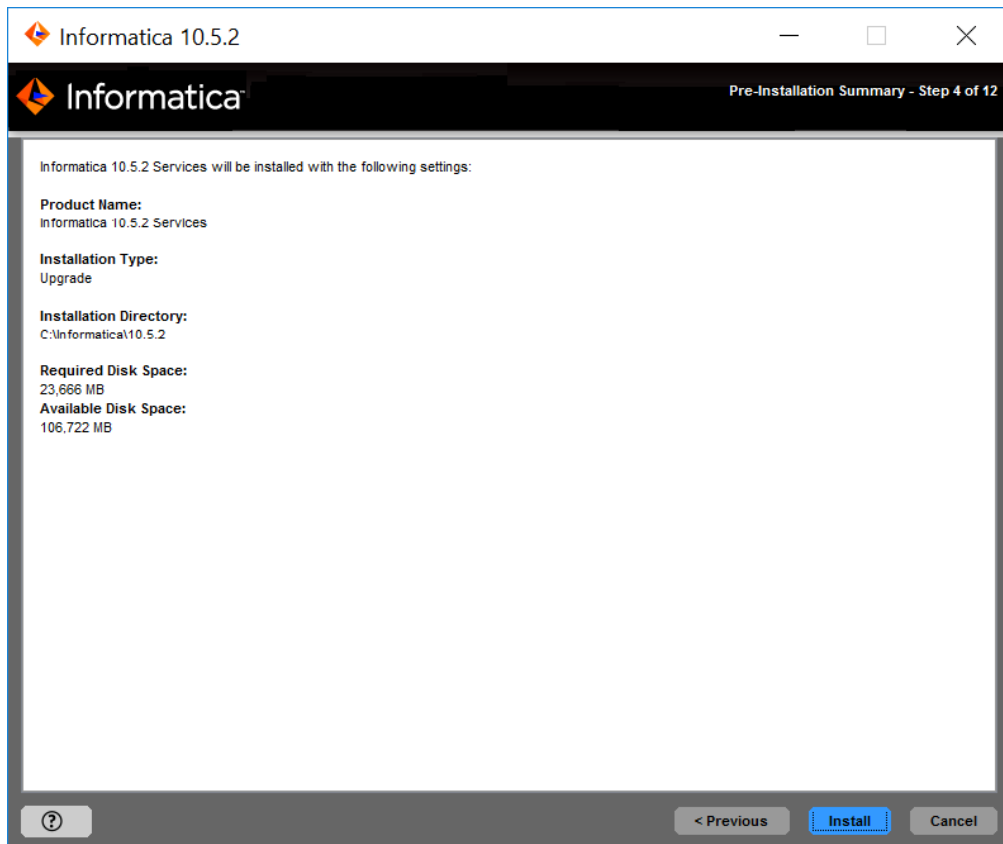 Informatica 10.5.2
Informatica™
Pre-Installation Summary - Step 4 of 12
Informatica 10.5.2 Services will be installed with the following settings:
Product Name:
Informatica 10.5.2 Services
Installation Type:
Upgrade
Installation Directory:
C:\Informatica\10.5.2
Required Disk Space:
23,666 MB
Available Disk Space:
106,722 MB
?
< Previous
Install
Cancel